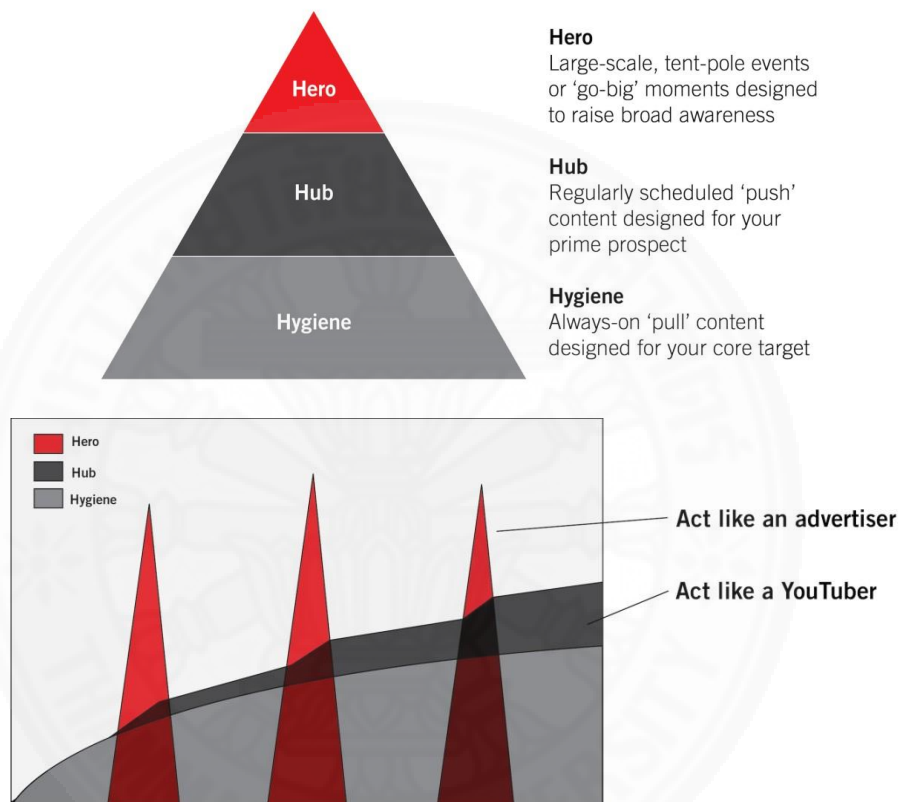 Hero
Hub
Hygiene
Hero
Large-scale, tent-pole events
or ‘go-big’ moments designed
to raise broad awareness
Hub
Regularly scheduled ‘push’
content designed for your
prime prospect
Hygiene
Always-on ‘pull’ content
designed for your core target
Hero
Hub
Hygiene
Act like an advertiser
Act like a YouTuber